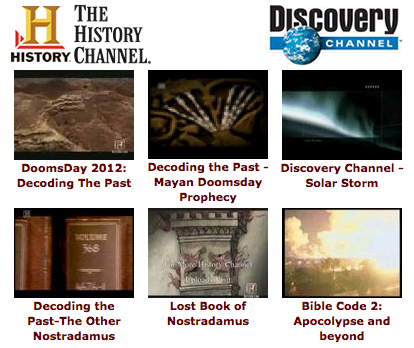 THE
HISTORY
CHANNEL.
HISTORY.
Discovery
CHANNEL
DoomsDay 2012:
Decoding The Past
Decoding the Past –
Mayan Doomsday
Prophecy
Discovery Channel –
Solar Storm
368
For More History Channel
Uploads Visit
Decoding the
Past–The Other
Nostradamus
Lost Book of
Nostradamus
Bible Code 2:
Apocolypse and
beyond